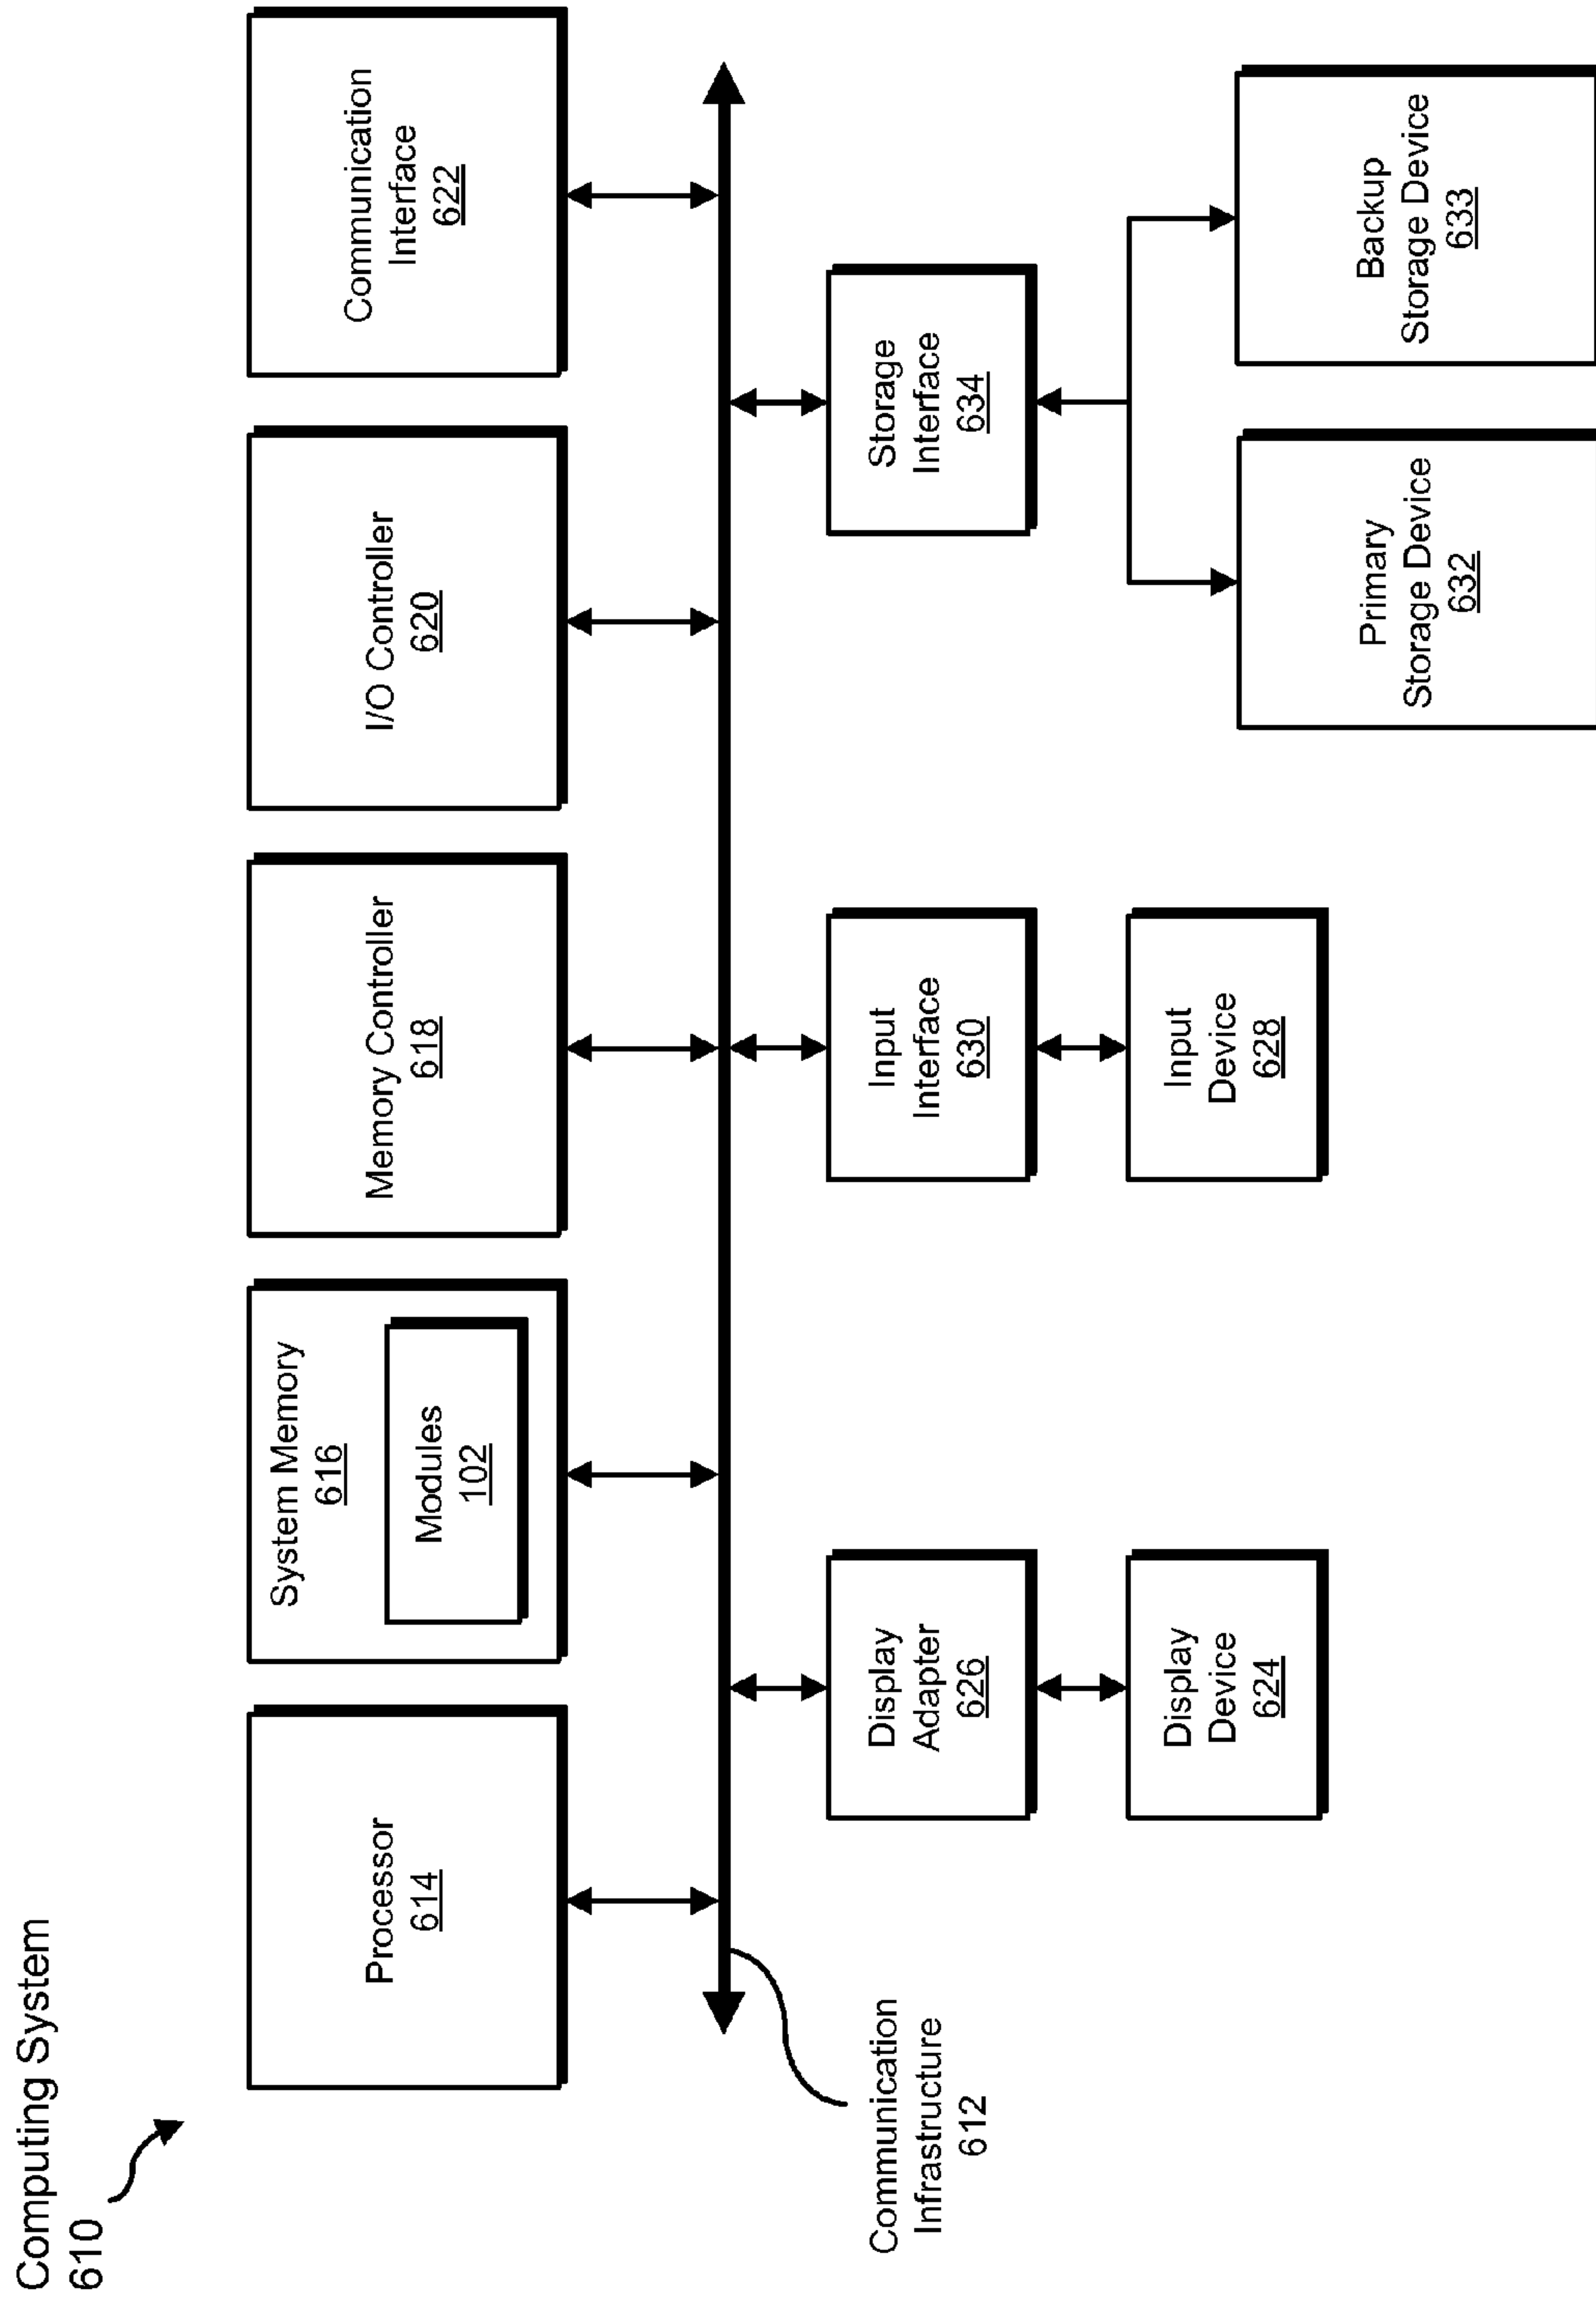 Computing System
610
Processor
614
System Memory
616
Modules
102
Memory Controller
618
I/O Controller
620
Communication
Interface
622
Communication
Infrastructure
612
Display
Adapter
626
Input
Interface
630
Storage
Interface
634
Display
Device
624
Input
Device
628
Primary
Storage Device
632
Backup
Storage Device
633